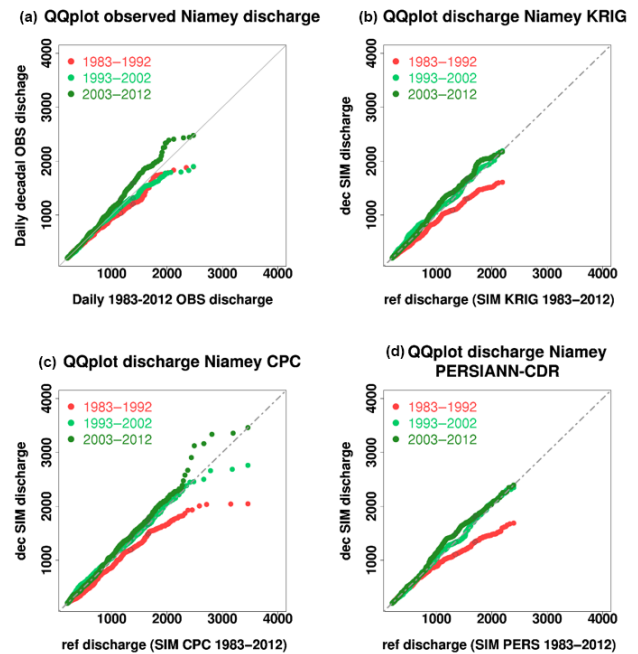 (a) QQplot observed Niamey discharge
Daily decadal OBS dischage
4000
3000
2000
1000
1983−1992
1993−2002
2003−2012
1000 2000 3000 4000
Daily 1983-2012 OBS discharge
(b) QQplot discharge Niamey KRIG
dec SIM discharge
4000
3000
2000
1000
1983−1992
1993−2002
2003−2012
1000 2000 3000 4000
ref discharge (SIM KRIG 1983−2012)
(c) QQplot discharge Niamey CPC
dec SIM discharge
4000
3000
2000
1000
1983−1992
1993−2002
2003−2012
1000 2000 3000 4000
ref discharge (SIM CPC 1983−2012)
(d) QQplot discharge Niamey
PERSIANN-CDR
dec SIM discharge
4000
3000
2000
1000
1983−1992
1993−2002
2003−2012
1000 2000 3000 4000
ref discharge (SIM PERS 1983−2012)